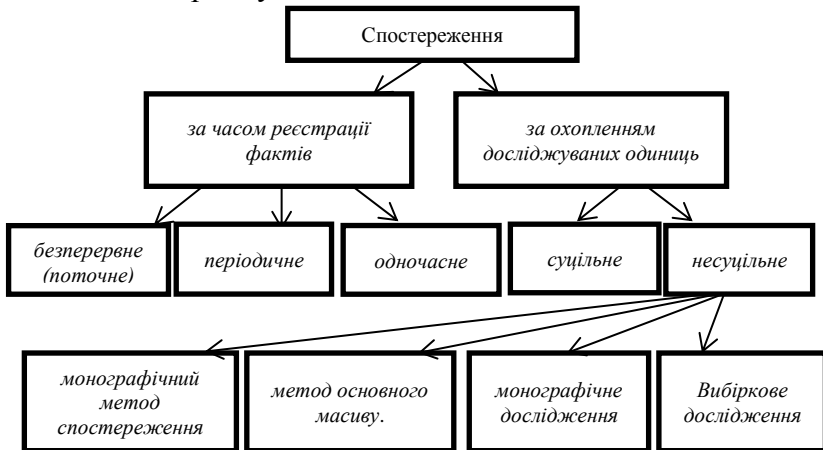 Спостереження
за часом реєстрації
фактів
за охопленням
досліджуваних одиниць
безперервне
(поточне)
періодичне
одночасне
суцільне
несуцільне
монографічний
метод
спостереження
метод основного
масиву.
монографічне
дослідження
Вибіркове
дослідження